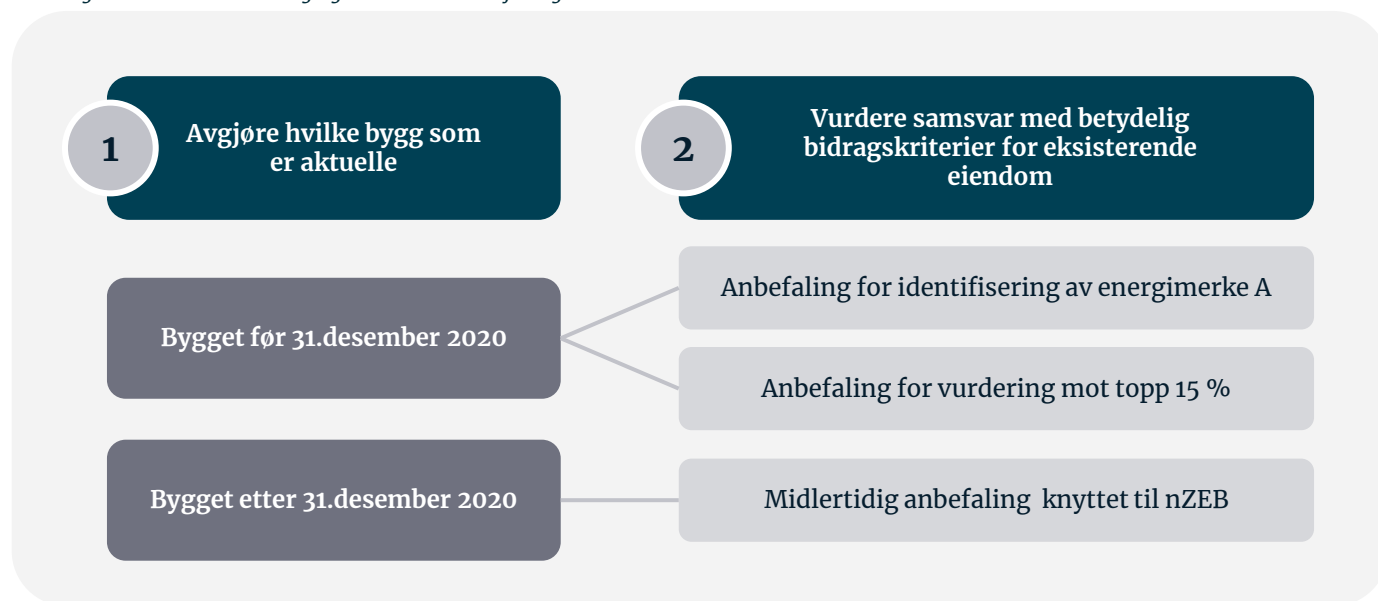 1
Avgjøre hvilke bygg som
er aktuelle
2
Vurdere samsvar med betydelig
bidragskriterier for eksisterende
eiendom
Bygget før 31.desember 2020
Anbefaling for identifisering av energimerke A
Anbefaling for vurdering mot topp 15 %
Bygget etter 31.desember 2020
Midlertidig anbefaling knyttet til nZEB